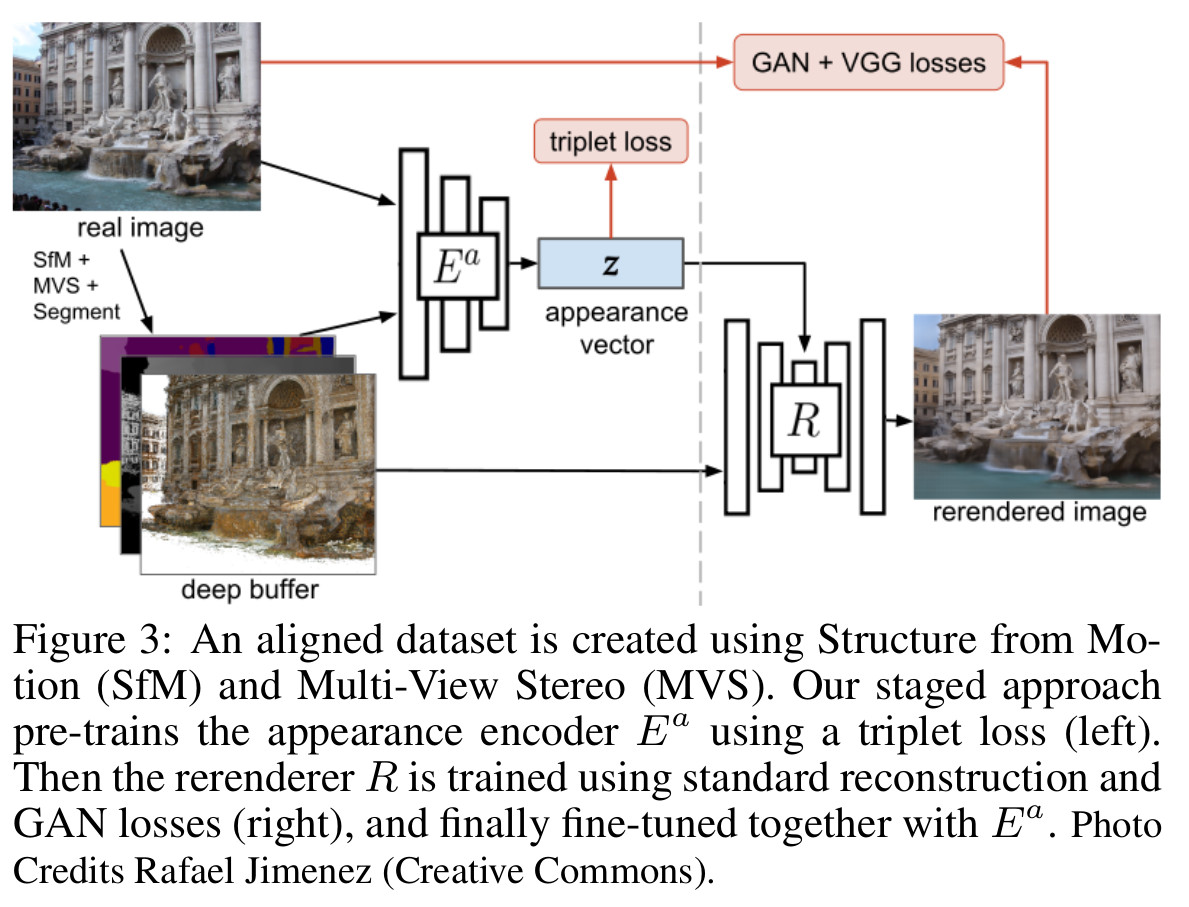 GAN + VGG losses
triplet loss
real image
SfM +
MVS +
Segment
E^a
z
appearance
vector
R
rerendered image
deep buffer
Figure 3: An aligned dataset is created using Structure from Mo-
tion (SfM) and Multi-View Stereo (MVS). Our staged approach
pre-trains the appearance encoder E^a using a triplet loss (left).
Then the rerenderer R is trained using standard reconstruction and
GAN losses (right), and finally fine-tuned together with E^a. Photo
Credits Rafael Jimenez (Creative Commons).